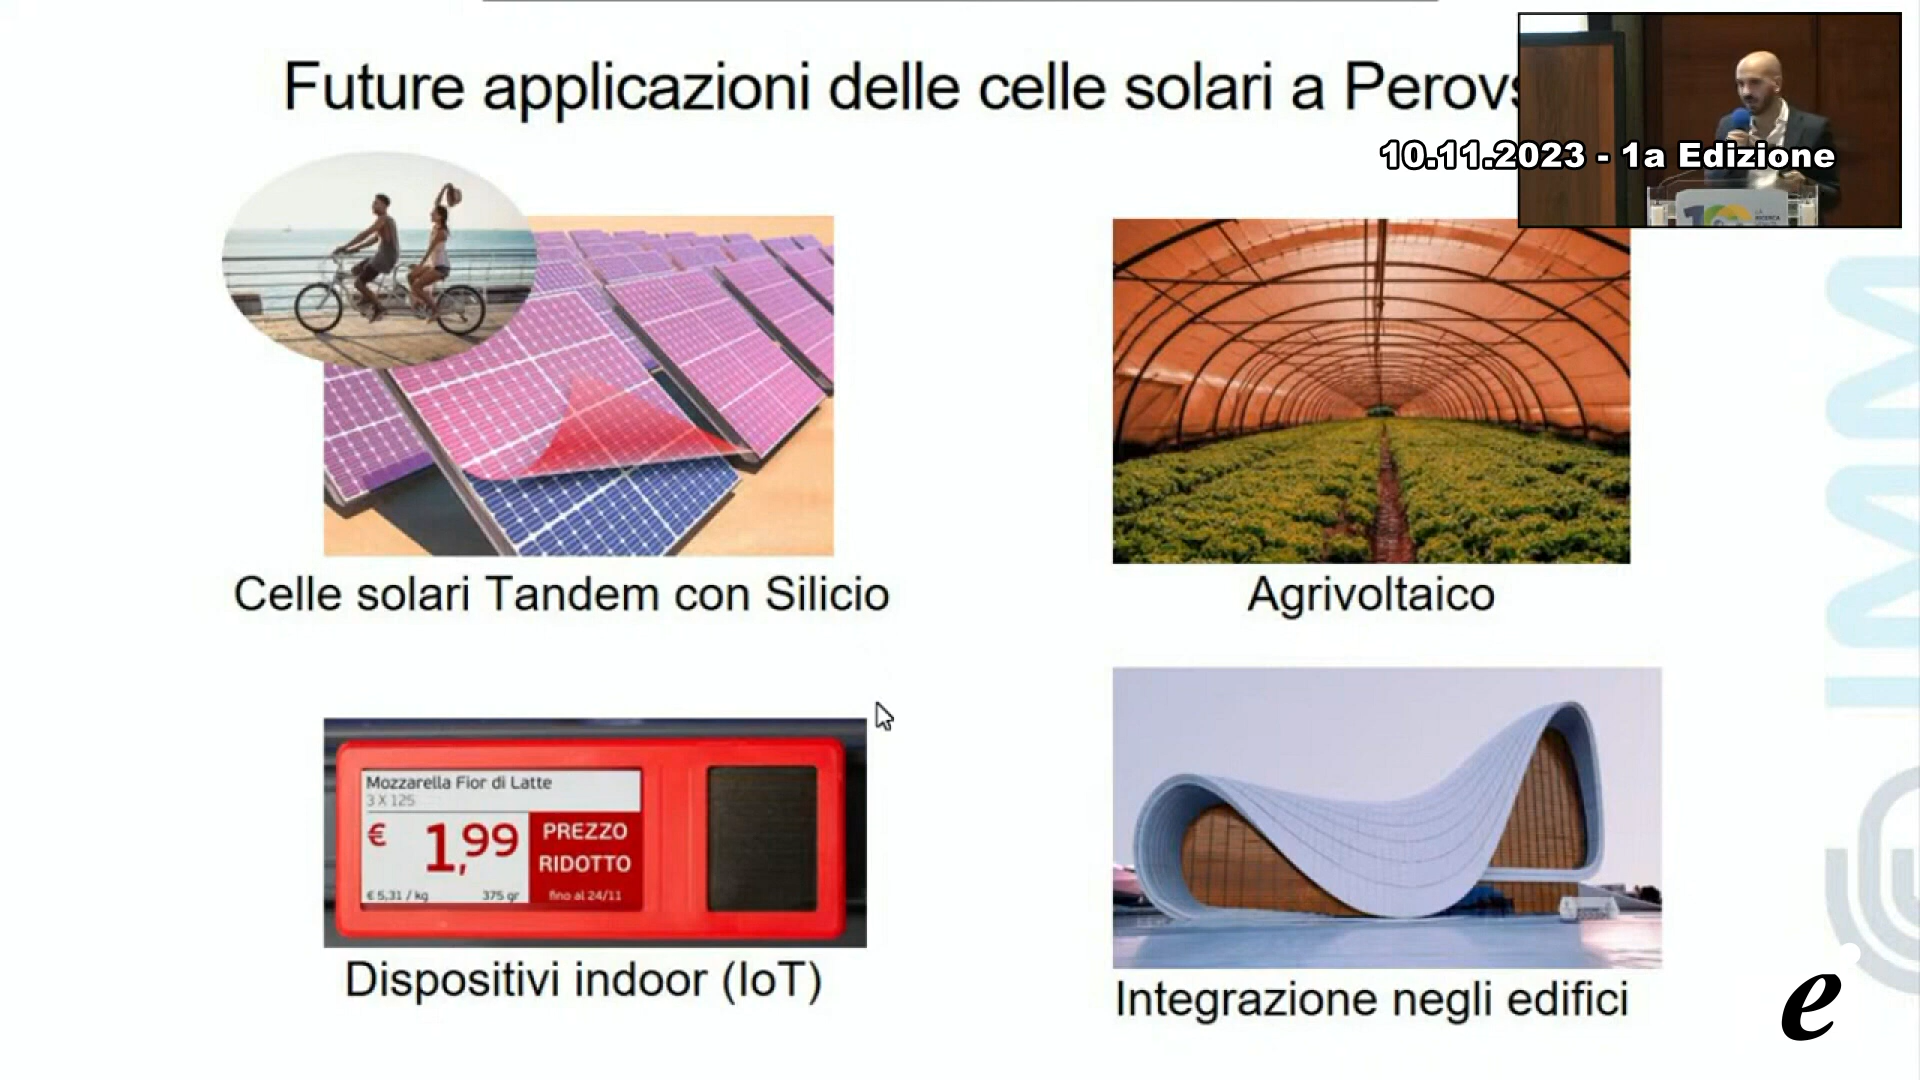 Future applicazioni delle celle solari a Perovs
10.11.2023 - 1a Edizione
Celle solari Tandem con Silicio
Agrivoltaico
Mozzarella Fior di Latte
3 X 125
€ 1,99
PREZZO
RIDOTTO
€ 5,31 / kg 375 gr
fino al 24/11
Dispositivi indoor (IoT)
Integrazione negli edifici
IMM
e